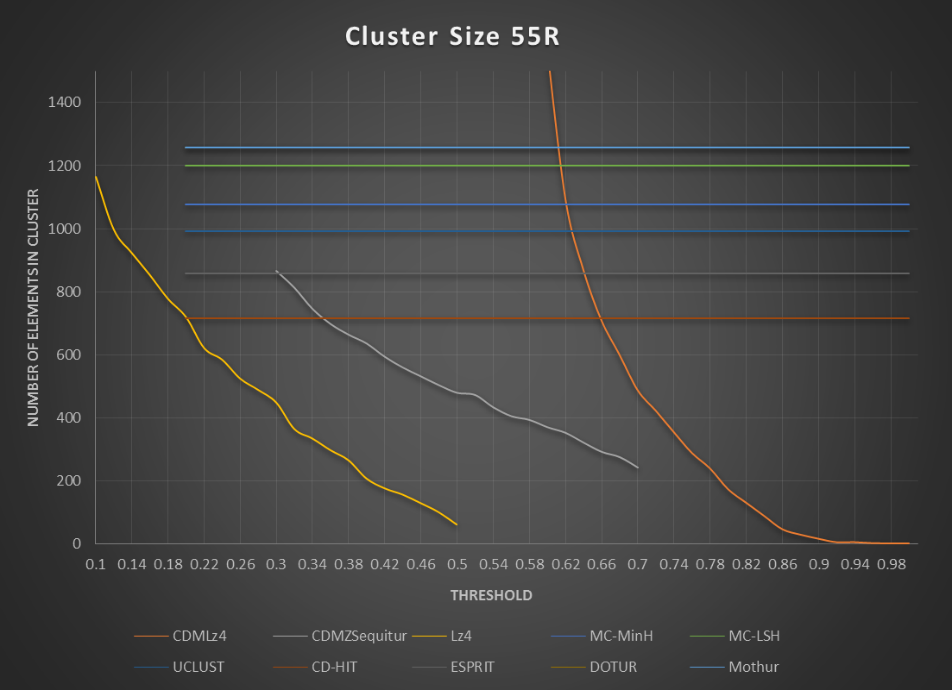 Cluster Size 55R
NUMBER OF ELEMENTS IN CLUSTER
1400
1200
1000
800
600
400
200
0
0.1 0.14 0.18 0.22 0.26 0.3 0.34 0.38 0.42 0.46 0.5 0.54 0.58 0.62 0.66 0.7 0.74 0.78 0.82 0.86 0.9 0.94 0.98
THRESHOLD
CDMLz4 CDMZSequitur Lz4 MC-MinH MC-LSH
UCLUST CD-HIT ESPRIT DOTUR Mothur